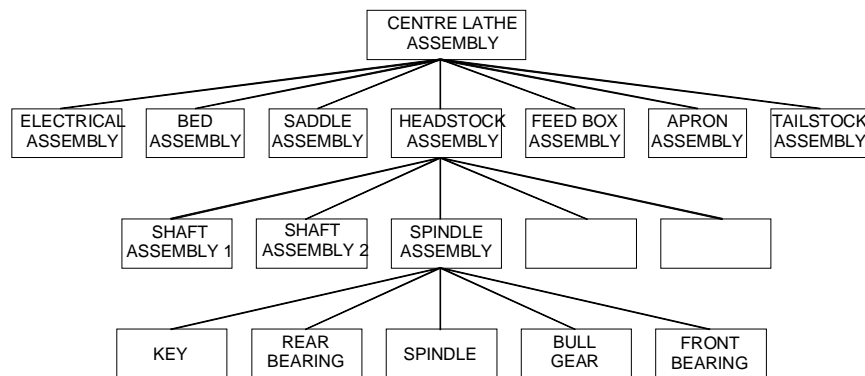 CENTRE LATHE
ASSEMBLY
ELECTRICAL
ASSEMBLY
BED
ASSEMBLY
SADDLE
ASSEMBLY
HEADSTOCK
ASSEMBLY
FEED BOX
ASSEMBLY
APRON
ASSEMBLY
TAILSTOCK
ASSEMBLY
SHAFT
ASSEMBLY 1
SHAFT
ASSEMBLY 2
SPINDLE
ASSEMBLY
KEY
REAR
BEARING
SPINDLE
BULL
GEAR
FRONT
BEARING